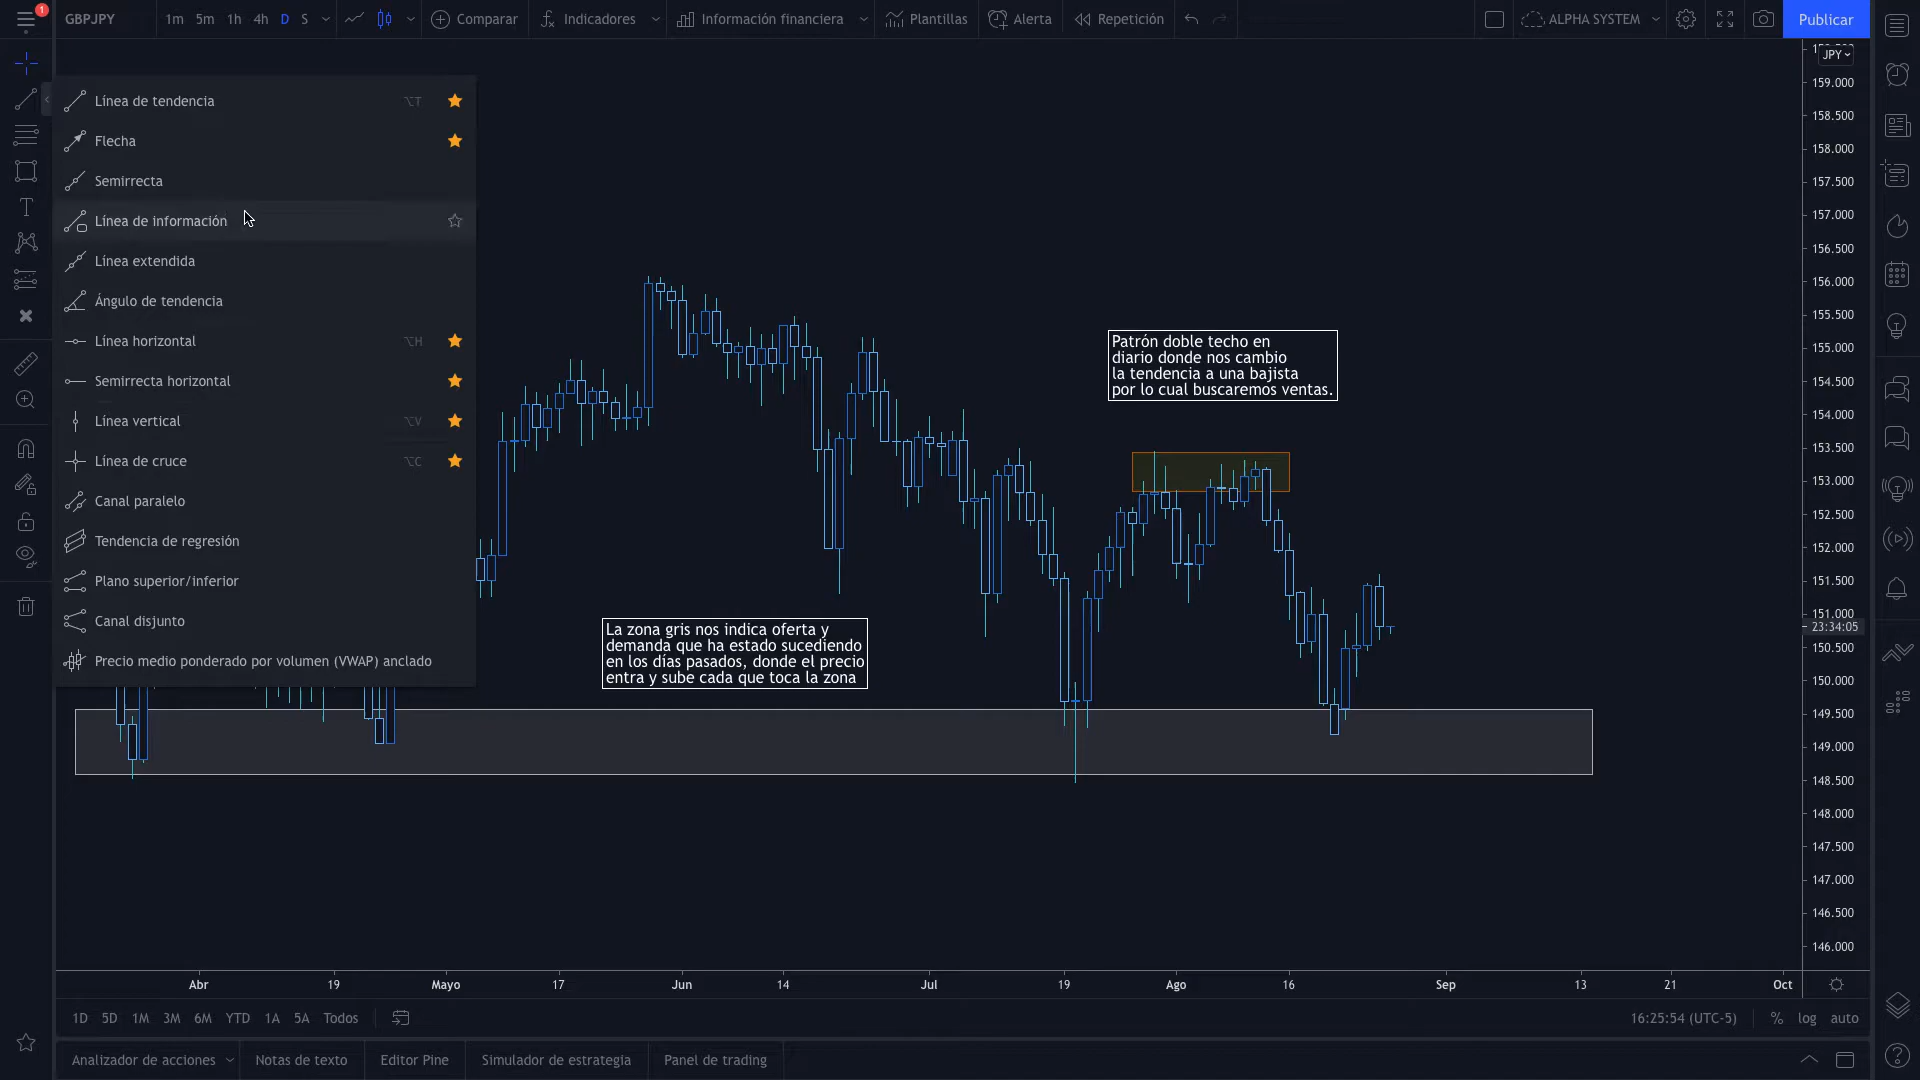 1
GBPJPY
1m 5m 1h 4h D S
Comparar
Indicadores
Información financiera
Plantillas
Alerta
Repetición
ALPHA SYSTEM
Publicar
Línea de tendencia ⌥T
Flecha
Semirrecta
Línea de información
Línea extendida
Ángulo de tendencia
Línea horizontal ⌥H
Semirrecta horizontal
Línea vertical ⌥V
Línea de cruce ⌥C
Canal paralelo
Tendencia de regresión
Plano superior/inferior
Canal disjunto
Precio medio ponderado por volumen (VWAP) anclado
Patrón doble techo en
diario donde nos cambio
la tendencia a una bajista
por lo cual buscaremos ventas.
La zona gris nos indica oferta y
demanda que ha estado sucediendo
en los días pasados, donde el precio
entra y sube cada que toca la zona
JPY
159.000
158.500
158.000
157.500
157.000
156.500
156.000
155.500
155.000
154.500
154.000
153.500
153.000
152.500
152.000
151.500
151.000
23:34:05
150.500
150.000
149.500
149.000
148.500
148.000
147.500
147.000
146.500
146.000
Abr 19 Mayo 17 Jun 14 Jul 19 Ago 16 Sep 13 21 Oct
1D 5D 1M 3M 6M YTD 1A 5A Todos
16:25:54 (UTC-5) % log auto
Analizador de acciones Notas de texto Editor Pine Simulador de estrategia Panel de trading